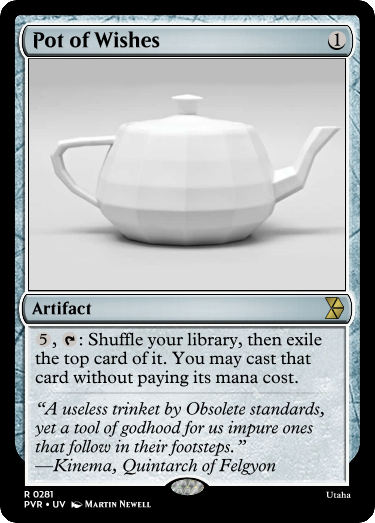 Pot of Wishes 1
Artifact
5, T: Shuffle your library, then exile
the top card of it. You may cast that
card without paying its mana cost.
“A useless trinket by Obsolete standards,
yet a tool of godhood for us impure ones
that follow in their footsteps.”
—Kinema, Quintarch of Felgyon
R 0281
PVR • UV Martin Newell
Utaha